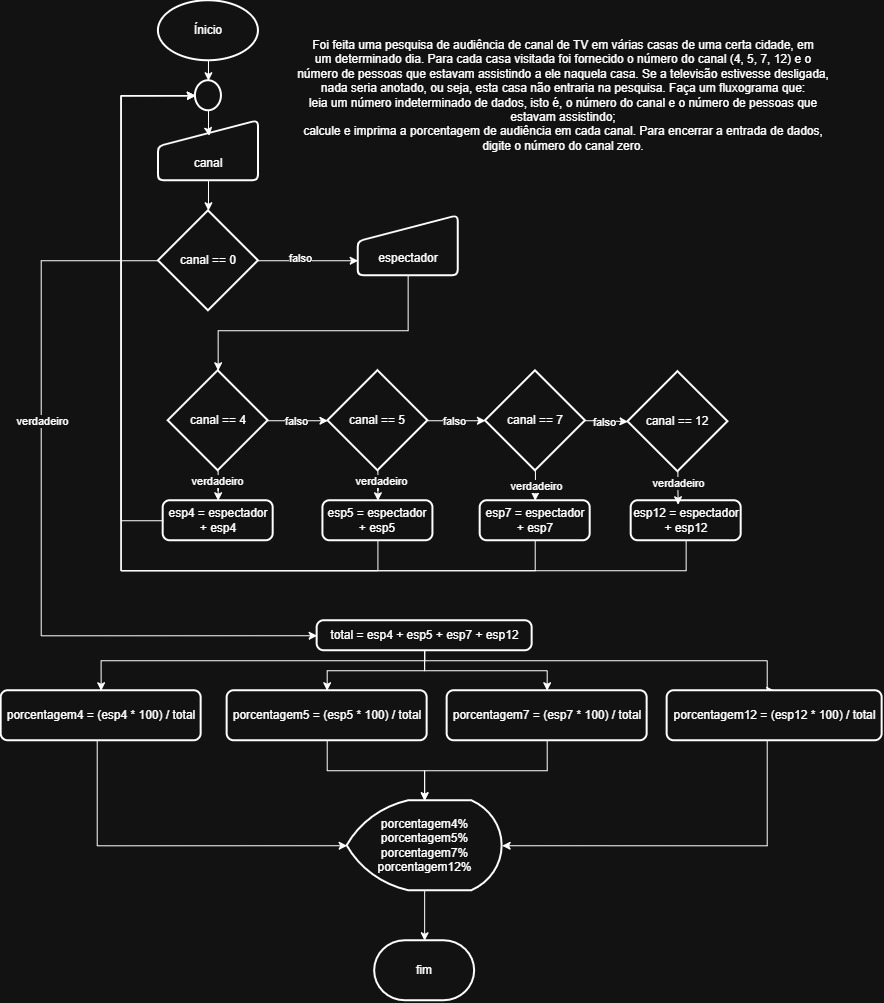 Ínicio
Foi feita uma pesquisa de audiência de canal de TV em várias casas de uma certa cidade, em
um determinado dia. Para cada casa visitada foi fornecido o número do canal (4, 5, 7, 12) e o
número de pessoas que estavam assistindo a ele naquela casa. Se a televisão estivesse desligada,
nada seria anotado, ou seja, esta casa não entraria na pesquisa. Faça um fluxograma que:
leia um número indeterminado de dados, isto é, o número do canal e o número de pessoas que
estavam assistindo;
calcule e imprima a porcentagem de audiência em cada canal. Para encerrar a entrada de dados,
digite o número do canal zero.
canal
canal == 0
falso
espectador
verdadeiro
canal == 4
falso
canal == 5
falso
canal == 7
falso
canal == 12
verdadeiro
verdadeiro
verdadeiro
verdadeiro
esp4 = espectador
+ esp4
esp5 = espectador
+ esp5
esp7 = espectador
+ esp7
esp12 = espectador
+ esp12
total = esp4 + esp5 + esp7 + esp12
porcentagem4 = (esp4 * 100) / total
porcentagem5 = (esp5 * 100) / total
porcentagem7 = (esp7 * 100) / total
porcentagem12 = (esp12 * 100) / total
porcentagem4%
porcentagem5%
porcentagem7%
porcentagem12%
fim